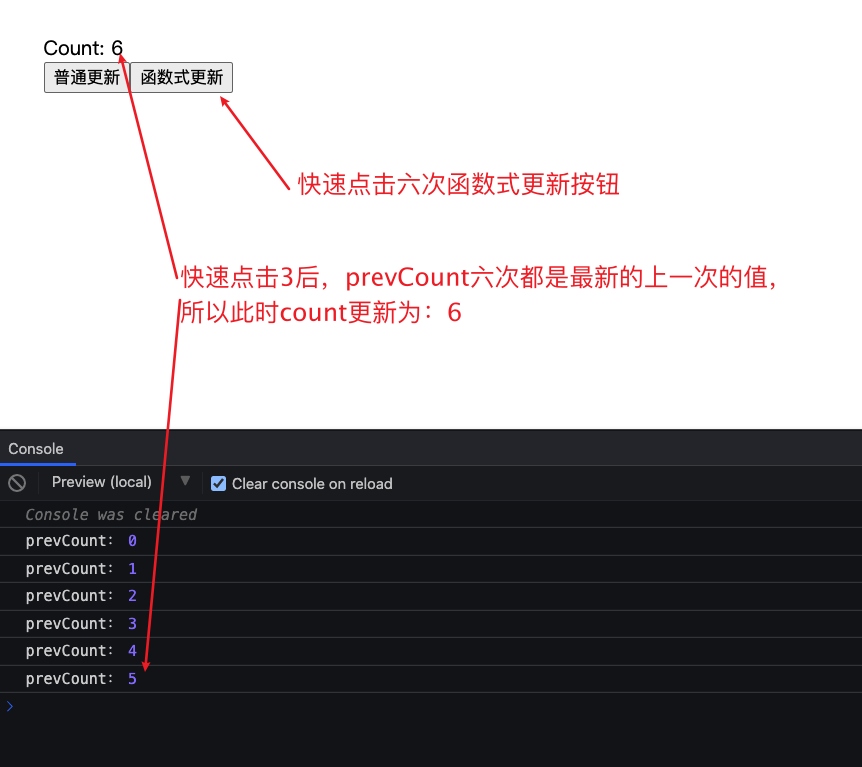 Count: 6
普通更新 函数式更新
快速点击六次函数式更新按钮
快速点击3后，prevCount六次都是最新的上一次的值，
所以此时count更新为：6
Console
Preview (local) Clear console on reload
Console was cleared
prevCount: 0
prevCount: 1
prevCount: 2
prevCount: 3
prevCount: 4
prevCount: 5